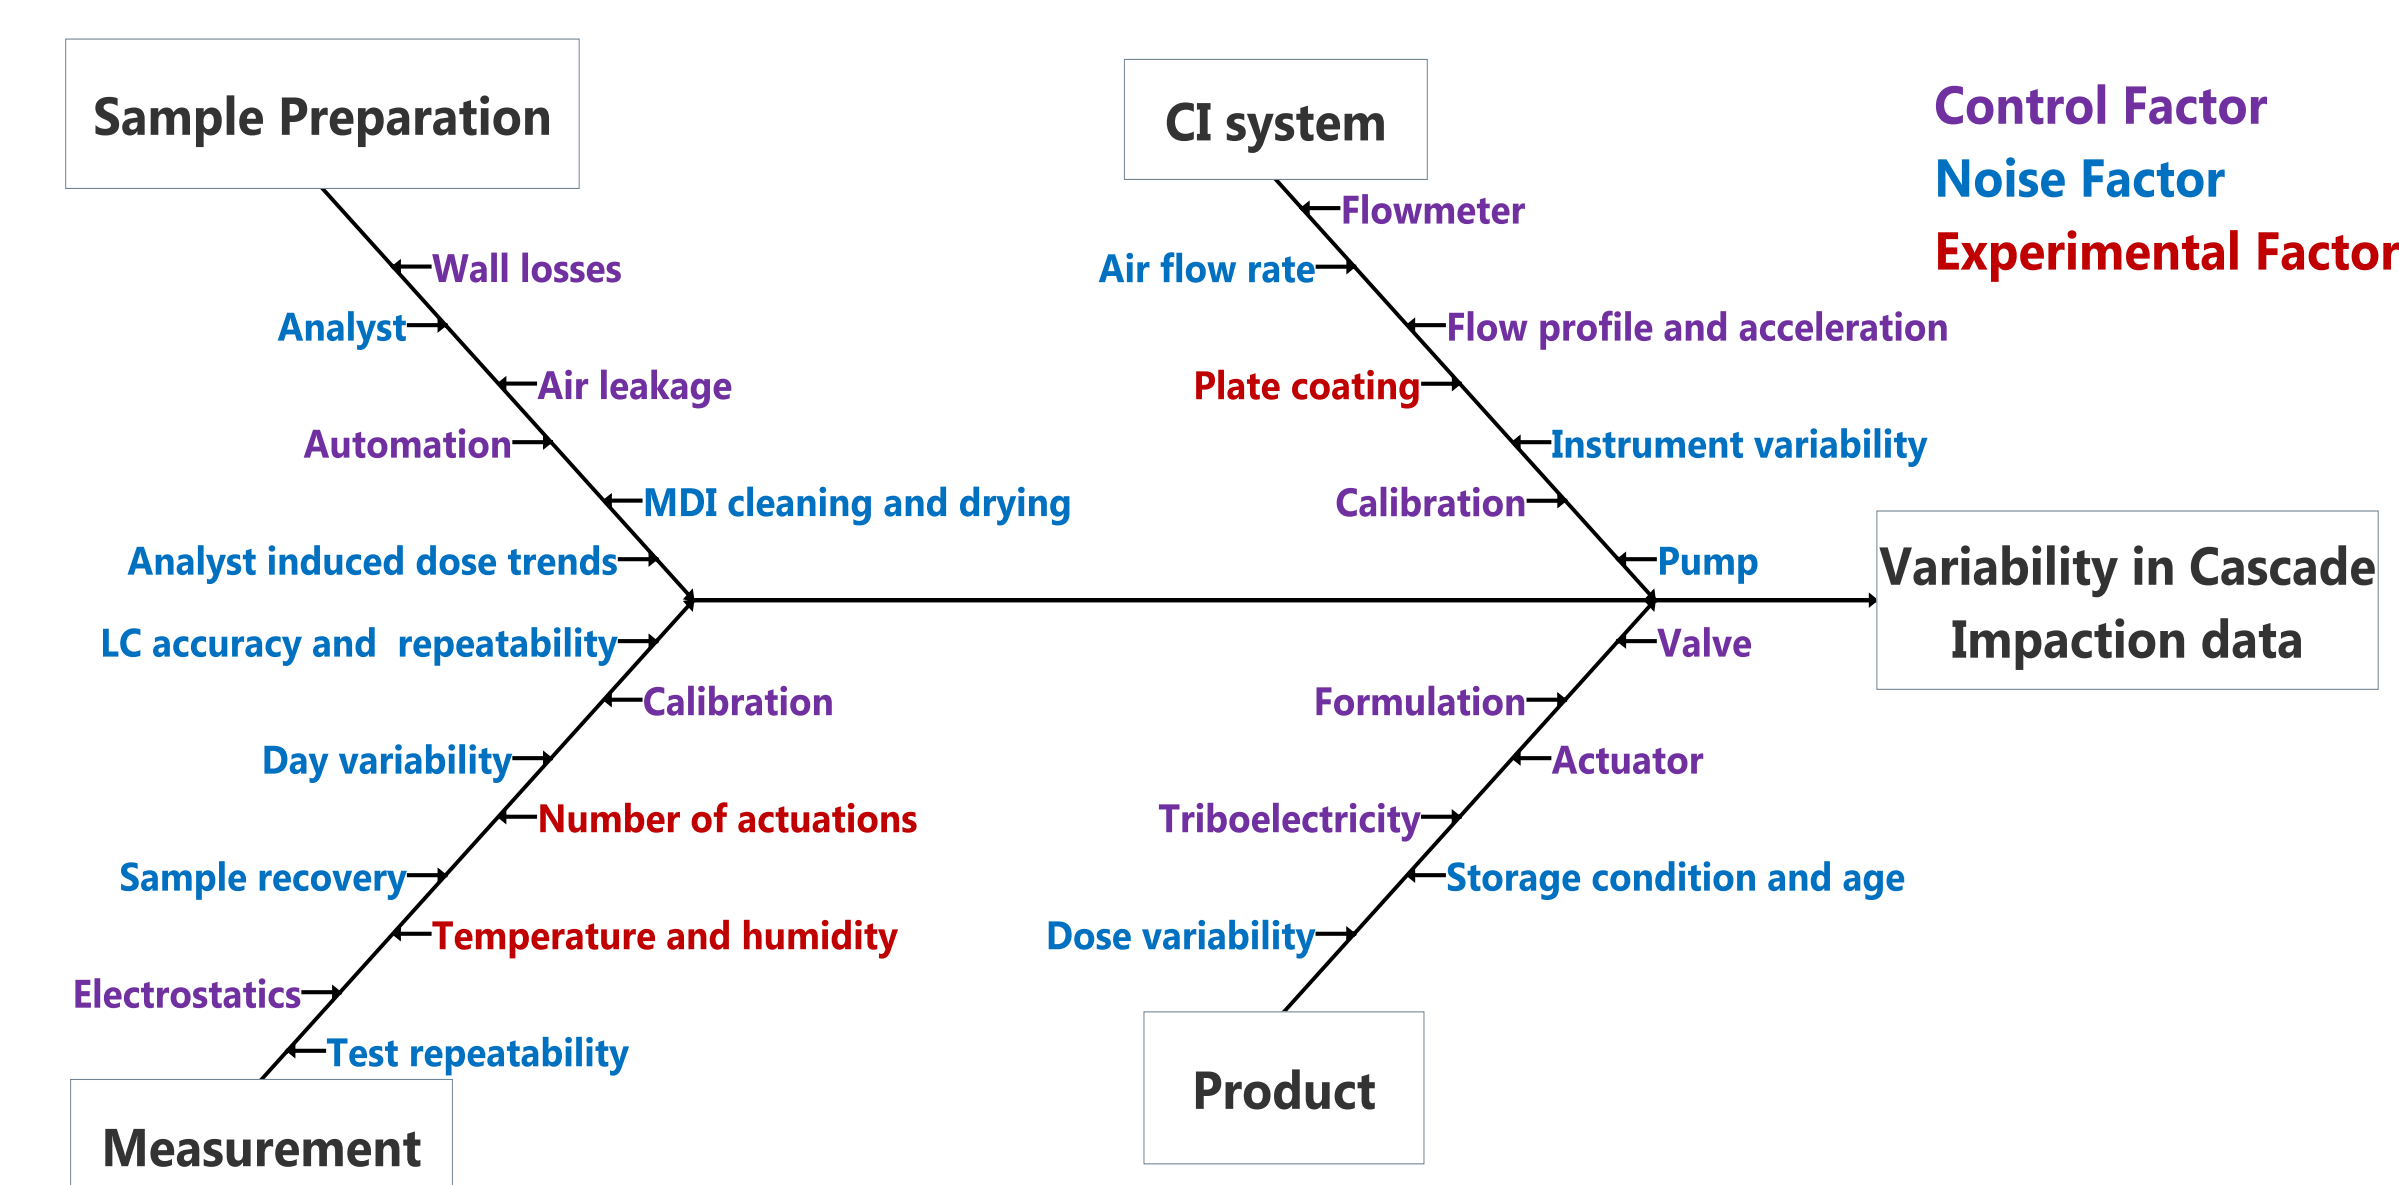 Sample Preparation
CI system
Control Factor
Noise Factor
Experimental Factor
Wall losses
Analyst
Air leakage
Automation
MDI cleaning and drying
Analyst induced dose trends
Flowmeter
Air flow rate
Flow profile and acceleration
Plate coating
Instrument variability
Calibration
Pump
Variability in Cascade
Impaction data
LC accuracy and  repeatability
Calibration
Day variability
Number of actuations
Sample recovery
Temperature and humidity
Electrostatics
Test repeatability
Measurement
Valve
Formulation
Actuator
Triboelectricity
Storage condition and age
Dose variability
Product